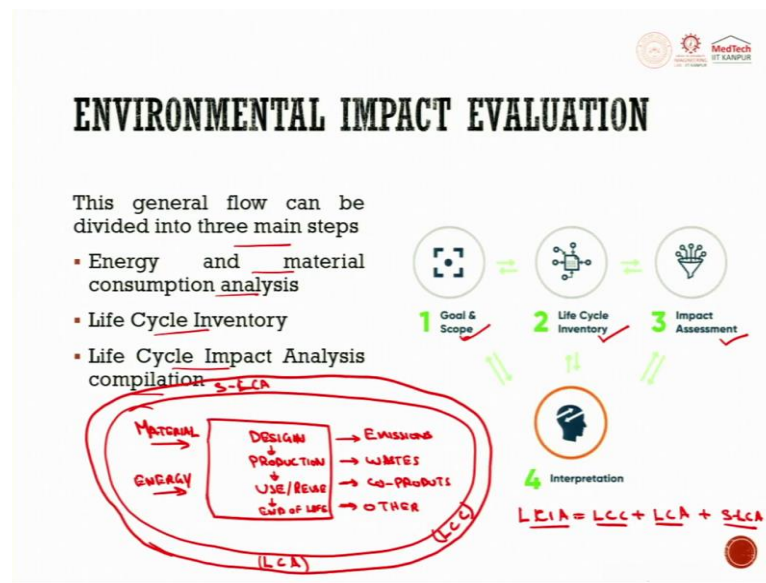 MedTech
IIT KANPUR
ENVIRONMENTAL IMPACT EVALUATION
This general flow can be
divided into three main steps
▪ Energy and material
consumption analysis
▪ Life Cycle Inventory
▪ Life Cycle Impact Analysis
compilation
1 Goal &
Scope
2 Life Cycle
Inventory
3 Impact
Assessment
4 Interpretation
S-LCA
MATERIAL
ENERGY
DESIGN
PRODUCTION
USE/REUSE
END OF LIFE
EMISSIONS
WASTES
CO-PRODUTS
OTHER
(LCC)
(LCA)
= LCC + LCA + S-LCA